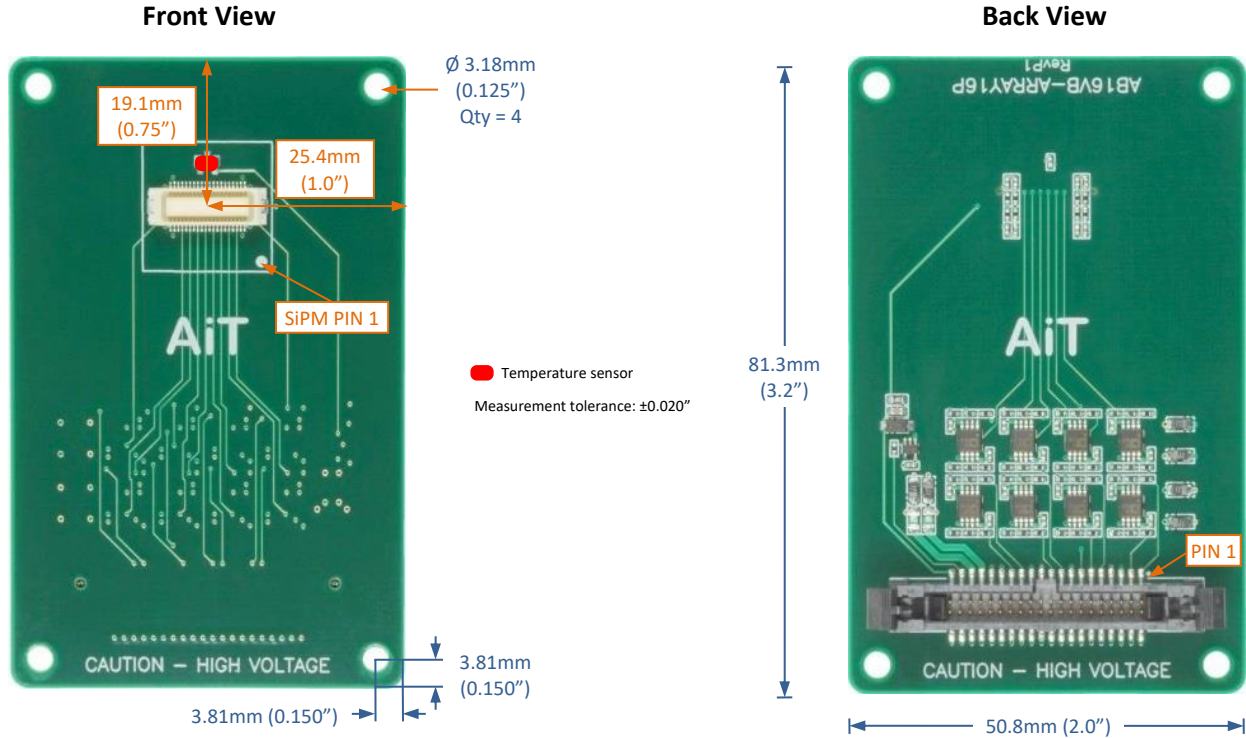 Front View
Back View
Ø 3.18mm
(0.125”)
Qty = 4
19.1mm
(0.75”)
25.4mm
(1.0”)
SiPM PIN 1
AiT
Temperature sensor
Measurement tolerance: ±0.020”
CAUTION – HIGH VOLTAGE
3.81mm
(0.150”)
3.81mm (0.150”)
AB16VB-ARRAY16P
RevP1
81.3mm
(3.2”)
AiT
PIN 1
CAUTION – HIGH VOLTAGE
50.8mm (2.0”)